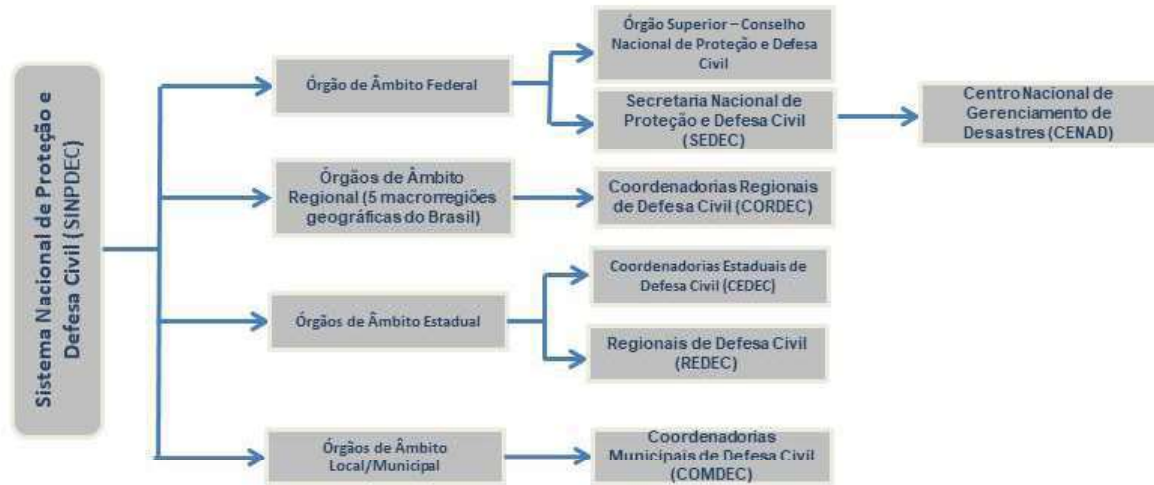 Sistema Nacional de Proteção e
Defesa Civil (SINPDEC)
Órgão de Âmbito Federal
Órgão Superior – Conselho
Nacional de Proteção e Defesa
Civil
Secretaria Nacional de
Proteção e Defesa Civil
(SEDEC)
Centro Nacional de
Gerenciamento de
Desastres (CENAD)
Órgãos de Âmbito
Regional (5 macrorregiões
geográficas do Brasil)
Coordenadorias Regionais
de Defesa Civil (CORDEC)
Órgãos de Âmbito Estadual
Coordenadorias Estaduais de
Defesa Civil (CEDEC)
Regionais de Defesa Civil
(REDEC)
Órgãos de Âmbito
Local/Municipal
Coordenadorias
Municipais de Defesa Civil
(COMDEC)